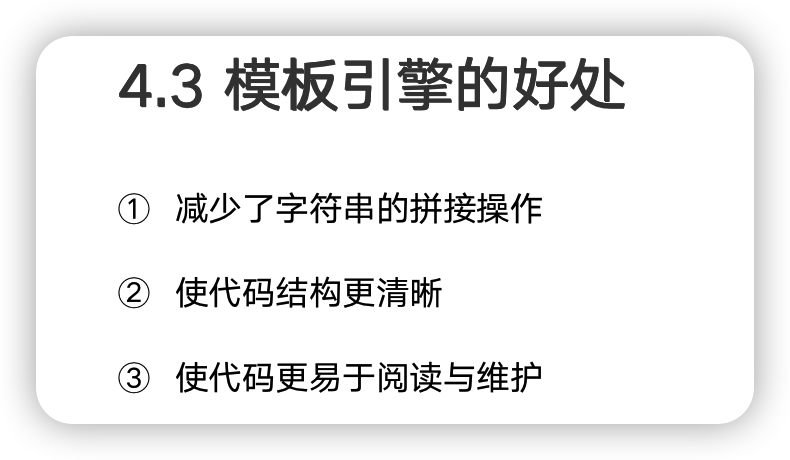 4.3 模板引擎的好处
① 减少了字符串的拼接操作
② 使代码结构更清晰
③ 使代码更易于阅读与维护